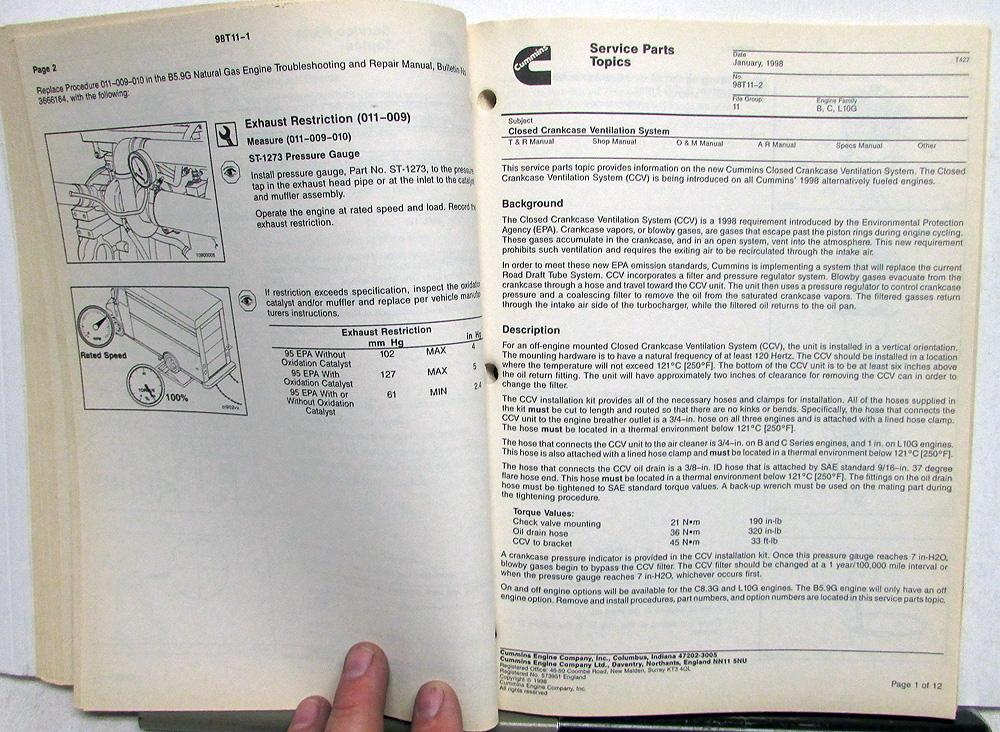 98T11-1
Page 2
Replace Procedure 011-009-010 in the B5.9G Natural Gas Engine Troubleshooting and Repair Manual, Bulletin No
3666164, with the following:
Exhaust Restriction (011-009)
Measure (011-009-010)
ST-1273 Pressure Gauge
Install pressure gauge, Part No. ST-1273, to the pressure
tap in the exhaust head pipe or at the inlet to the
and muffler assembly.
Operate the engine at rated speed and load. Record
exhaust restriction.
If restriction exceeds specification, inspect the
catalyst and/or muffler and replace per vehicle
turers instructions.
Rated Speed
100%
Exhaust Restriction
mm Hg in Hg
95 EPA Without 102 MAX 4
Oxidation Catalyst
95 EPA With 127 MAX 5
Oxidation Catalyst
95 EPA With or 61 MIN 2.4
Without Oxidation
Catalyst
Cummins
Service Parts
Topics
Date
January, 1998
T427
No.
98T11-2
File Group: Engine Family
11 B, C, L10G
Subject
Closed Crankcase Ventilation System
T & R Manual Shop Manual O & M Manual A R Manual Specs Manual Other
This service parts topic provides information on the new Cummins Closed Crankcase Ventilation System. The Closed
Crankcase Ventilation System (CCV) is being introduced on all Cummins' 1998 alternatively fueled engines.
Background
The Closed Crankcase Ventilation System (CCV) is a 1998 requirement introduced by the Environmental Protection
Agency (EPA). Crankcase vapors, or blowby gases, are gases that escape past the piston rings during engine cycling.
These gases accumulate in the crankcase, and in an open system, vent into the atmosphere. This new requirement
prohibits such ventilation and requires the exiting air to be recirculated through the intake air.
In order to meet these new EPA emission standards, Cummins is implementing a system that will replace the current
Road Draft Tube System. CCV incorporates a filter and pressure regulator system. Blowby gases evacuate from the
crankcase through a hose and travel toward the CCV unit. The unit then uses a pressure regulator to control crankcase
pressure and a coalescing filter to remove the oil from the saturated crankcase vapors. The filtered gasses return
through the intake air side of the turbocharger, while the filtered oil returns to the oil pan.
Description
For an off-engine mounted Closed Crankcase Ventilation System (CCV), the unit is installed in a vertical orientation.
The mounting hardware is to have a natural frequency of at least 120 Hertz. The CCV should be installed in a location
where the temperature will not exceed 121°C [250°F]. The bottom of the CCV unit is to be at least six inches above
the oil return fitting. The unit will have approximately two inches of clearance for removing the CCV can in order to
change the filter.
The CCV installation kit provides all of the necessary hoses and clamps for installation. All of the hoses supplied in
the kit must be cut to length and routed so that there are no kinks or bends. Specifically, the hose that connects the
CCV unit to the engine breather outlet is a 3/4-in. hose on all three engines and is attached with a lined hose clamp.
The hose must be located in a thermal environment below 121°C [250°F].
The hose that connects the CCV unit to the air cleaner is 3/4-in. on B and C Series engines, and 1 in. on L10G engines.
This hose is also attached with a lined hose clamp and must be located in a thermal environment below 121°C [250°F].
The hose that connects the CCV oil drain is a 3/8-in. ID hose that is attached by SAE standard 9/16-in. 37 degree
flare hose end. This hose must be located in a thermal environment below 121°C [250°F]. The fittings on the oil drain
hose must be tightened to SAE standard torque values. A back-up wrench must be used on the mating part during
the tightening procedure.
Torque Values:
Check valve mounting 21 N•m 190 in-lb
Oil drain hose 36 N•m 320 in-lb
CCV to bracket 45 N•m 33 ft-lb
A crankcase pressure indicator is provided in the CCV installation kit. Once this pressure gauge reaches 7 in-H2O,
blowby gases begin to bypass the CCV filter. The CCV filter should be changed at a 1 year/100,000 mile interval or
when the pressure gauge reaches 7 in-H2O, whichever occurs first.
On and off engine options will be available for the C8.3G and L10G engines. The B5.9G engine will only have an off
engine option. Remove and install procedures, part numbers, and option numbers are located in this service parts topic.
Cummins Engine Company, Inc., Columbus, Indiana 47202-3005
Cummins Engine Company Ltd., Daventry, Northants, England NN11 5NU
Registered Office: 46-50 Coombe Road, New Malden, Surrey KT3 4QL
Registered No. 573951 England
Copyright © 1998
Cummins Engine Company, Inc.
All rights reserved
Page 1 of 12